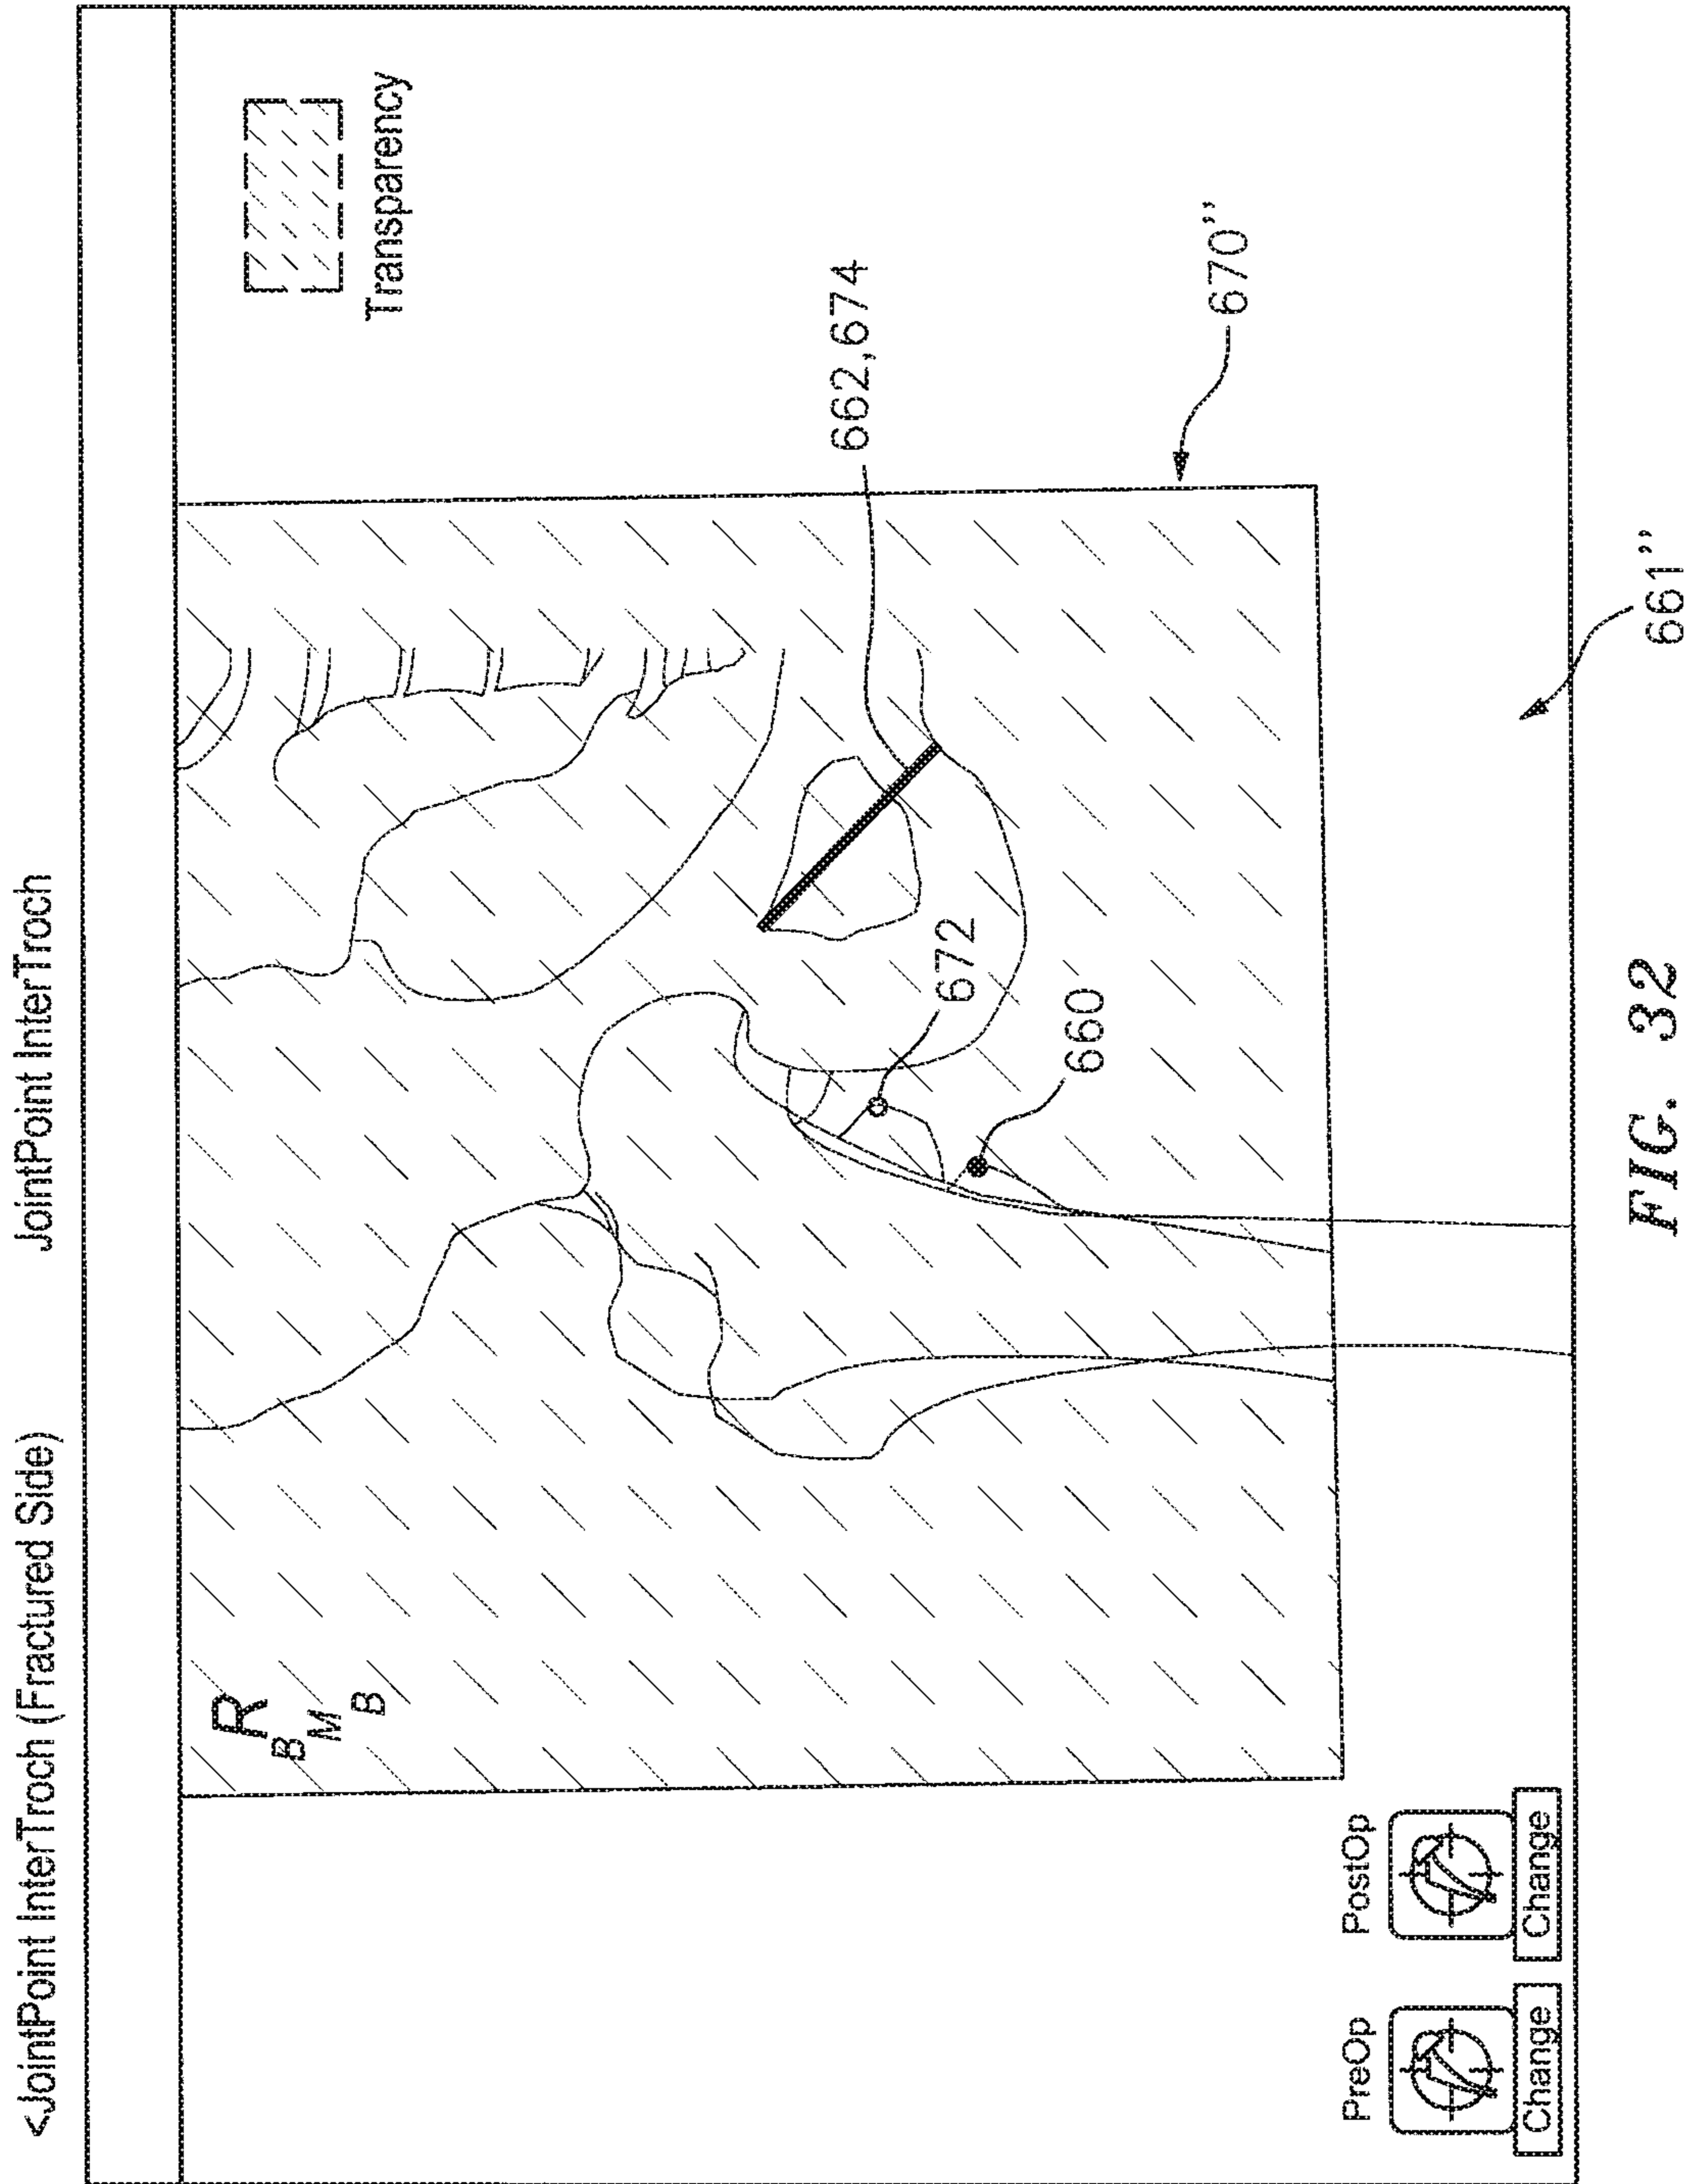 <JointPoint InterTroch (Fractured Side)
JointPoint InterTroch
R
B
M
B
Transparency
662,674
670''
672
660
661''
PreOp
PostOp
Change
Change
FIG. 32